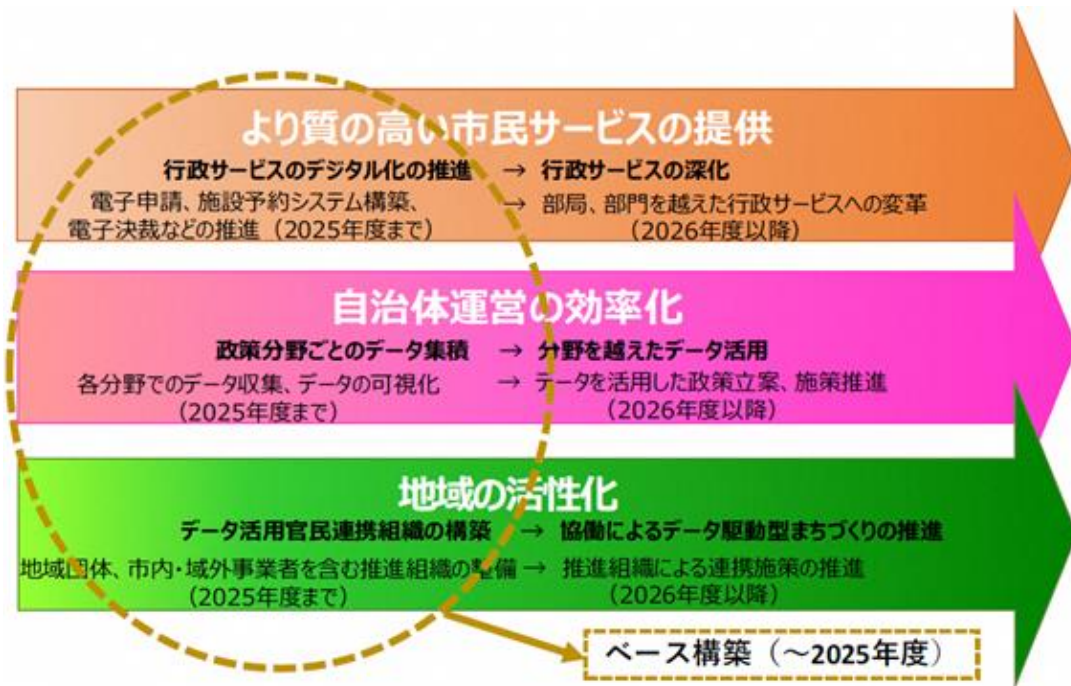 より質の高い市民サービスの提供
行政サービスのデジタル化の推進 → 行政サービスの深化
電子申請、施設予約システム構築、 → 部局、部門を越えた行政サービスへの変革
電子決裁などの推進（2025年度まで） （2026年度以降）
自治体運営の効率化
政策分野ごとのデータ集積 → 分野を越えたデータ活用
各分野でのデータ収集、データの可視化 → データを活用した政策立案、施策推進
（2025年度まで） （2026年度以降）
地域の活性化
データ活用官民連携組織の構築 → 協働によるデータ駆動型まちづくりの推進
地域団体、市内・域外事業者を含む推進組織の整備 → 推進組織による連携施策の推進
（2025年度まで） （2026年度以降）
ベース構築（～2025年度）